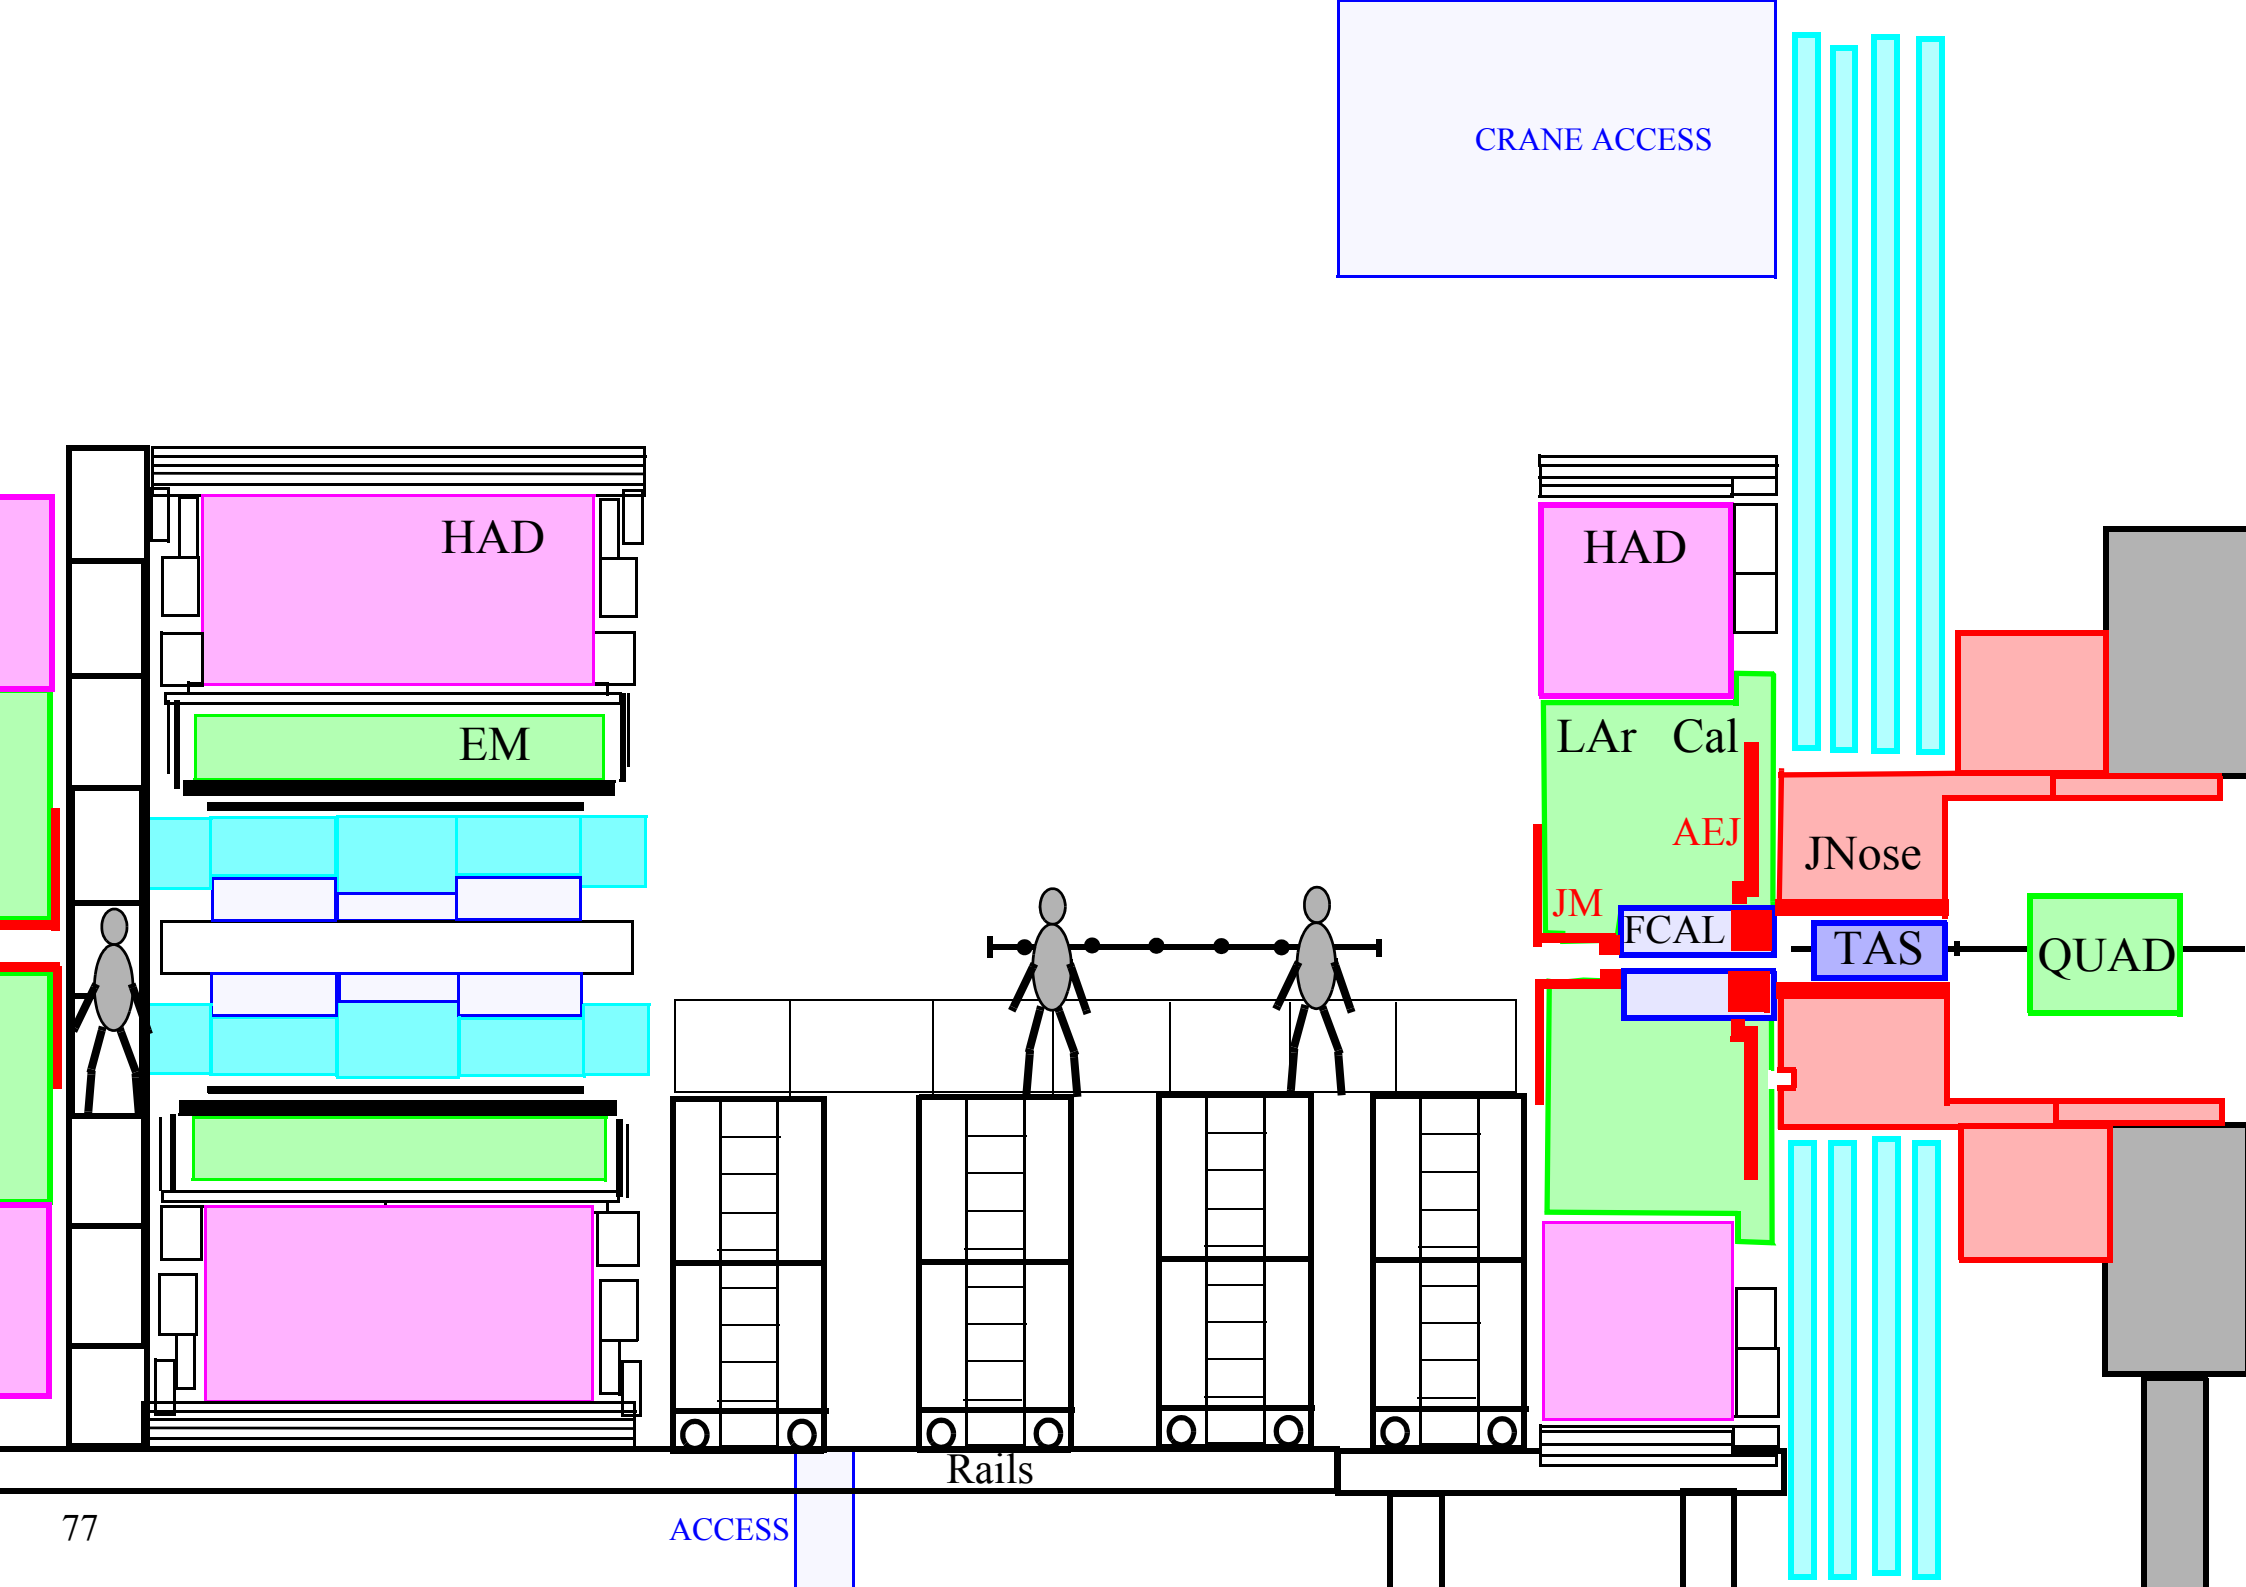 CRANE ACCESS
HAD
HAD
EM
LAr Cal
AEJ
JNose
JM
FCAL
TAS
QUAD
Rails
77
ACCESS